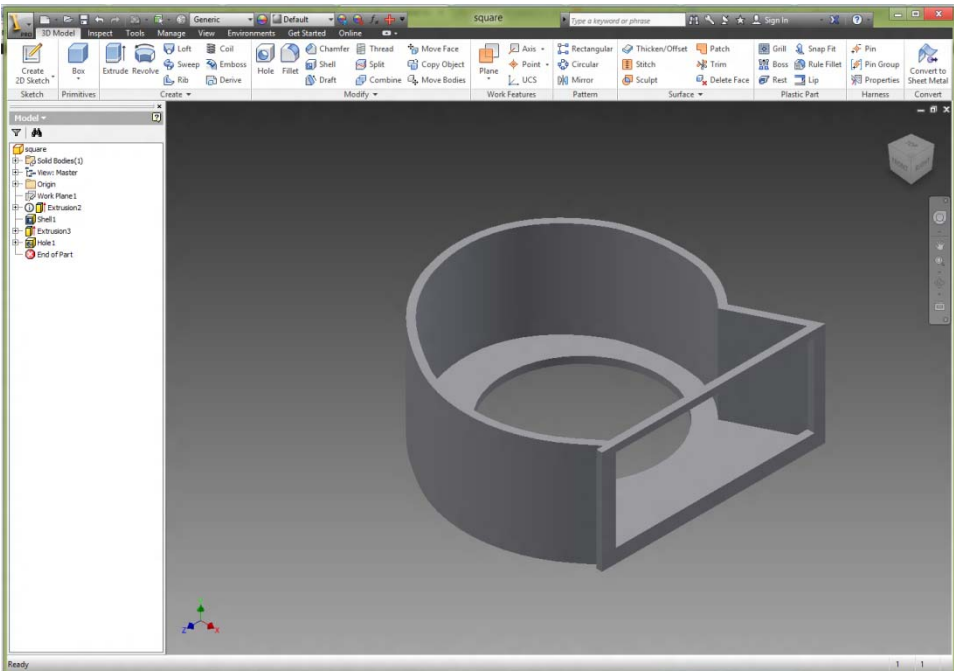 Generic Default square Type a keyword or phrase Sign In
PRO 3D Model Inspect Tools Manage View Environments Get Started Online
Loft Coil Chamfer Thread Move Face Axis Rectangular Thicken/Offset Patch Grill Snap Fit Pin
Create 2D Sketch Box Extrude Revolve Sweep Emboss Hole Fillet Shell Split Copy Object Plane Point Circular Stitch Trim Boss Rule Fillet Pin Group Convert to Sheet Metal
Rib Derive Draft Combine Move Bodies UCS Mirror Sculpt Delete Face Rest Lip Properties
Sketch Primitives Create Modify Work Features Pattern Surface Plastic Part Harness Convert
Model
square
Solid Bodies(1)
View: Master
Origin
Work Plane1
Extrusion2
Shell1
Extrusion3
Hole1
End of Part
TOP
Z X
Ready 1 1